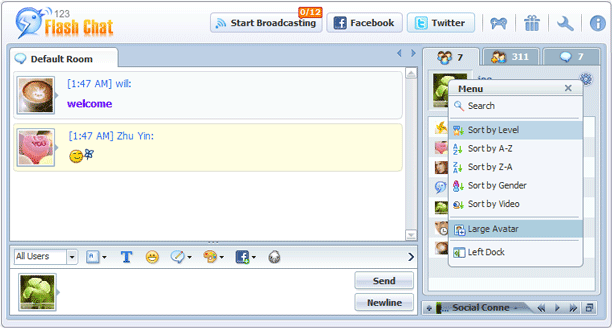 123
Flash Chat
0/12
Start Broadcasting
Facebook
Twitter
Default Room
7
311
7
[1:47 AM] will:
welcome
[1:47 AM] Zhu Yin:
YOU
Menu
Search
Sort by Level
Sort by A-Z
Sort by Z-A
Sort by Gender
Sort by Video
Large Avatar
Left Dock
All Users
Send
Newline
... Social Conne